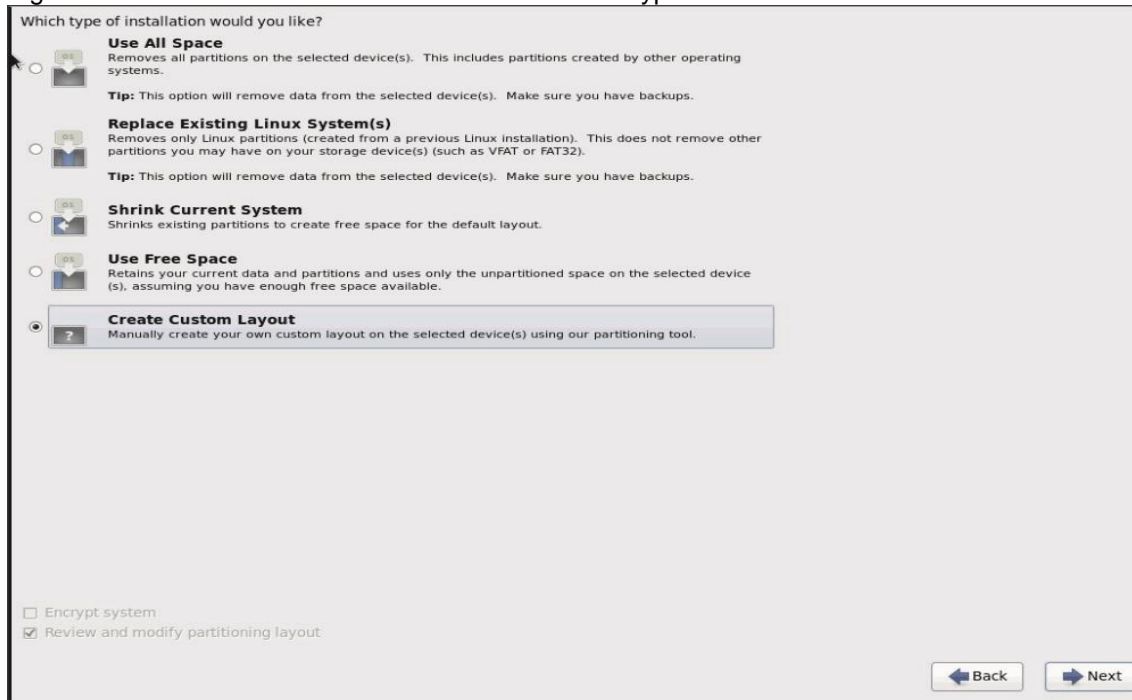 Which type of installation would you like?
Use All Space
Removes all partitions on the selected device(s). This includes partitions created by other operating
systems.
Tip: This option will remove data from the selected device(s). Make sure you have backups.
Replace Existing Linux System(s)
Removes only Linux partitions (created from a previous Linux installation). This does not remove other
partitions you may have on your storage device(s) (such as VFAT or FAT32).
Tip: This option will remove data from the selected device(s). Make sure you have backups.
Shrink Current System
Shrinks existing partitions to create free space for the default layout.
Use Free Space
Retains your current data and partitions and uses only the unpartitioned space on the selected device
(s), assuming you have enough free space available.
Create Custom Layout
?
Manually create your own custom layout on the selected device(s) using our partitioning tool.
Encrypt system
Review and modify partitioning layout
Back
Next